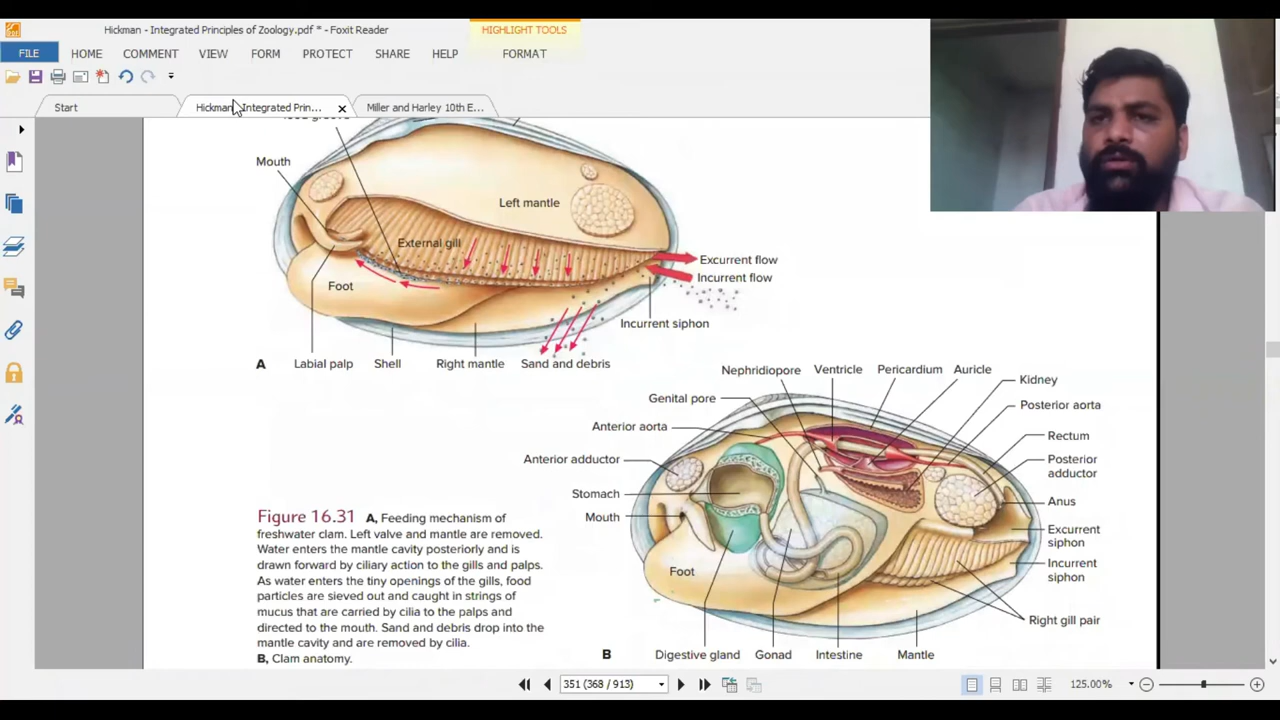 Hickman - Integrated Principles of Zoology.pdf * - Foxit Reader
HIGHLIGHT TOOLS
FILE HOME COMMENT VIEW FORM PROTECT SHARE HELP FORMAT
Start Hickman - Integrated Prin... Miller and Harley 10th E...
Mouth
Left mantle
External gill
Excurrent flow
Incurrent flow
Foot
Incurrent siphon
A Labial palp Shell Right mantle Sand and debris
Nephridiopore Ventricle Pericardium Auricle
Kidney
Genital pore
Posterior aorta
Anterior aorta
Rectum
Anterior adductor
Posterior
adductor
Stomach
Anus
Mouth
Excurrent
siphon
Foot
Incurrent
siphon
Right gill pair
B Digestive gland Gonad Intestine Mantle
Figure 16.31 A, Feeding mechanism of
freshwater clam. Left valve and mantle are removed.
Water enters the mantle cavity posteriorly and is
drawn forward by ciliary action to the gills and palps.
As water enters the tiny openings of the gills, food
particles are sieved out and caught in strings of
mucus that are carried by cilia to the palps and
directed to the mouth. Sand and debris drop into the
mantle cavity and are removed by cilia.
B, Clam anatomy.
351 (368 / 913) 125.00%